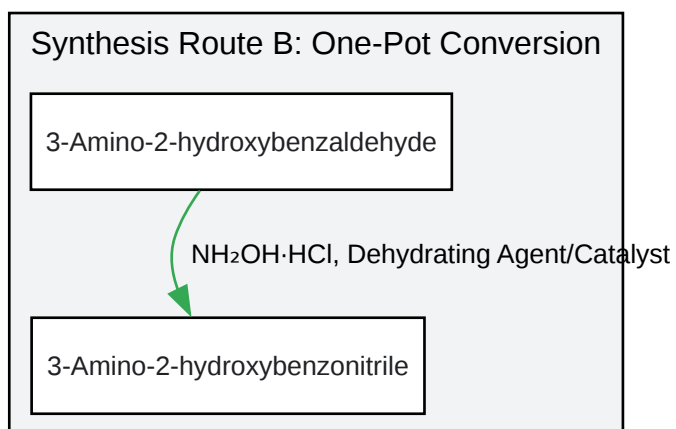 Synthesis Route B: One-Pot Conversion
3-Amino-2-hydroxybenzaldehyde
NH₂OH·HCl, Dehydrating Agent/Catalyst
3-Amino-2-hydroxybenzonitrile